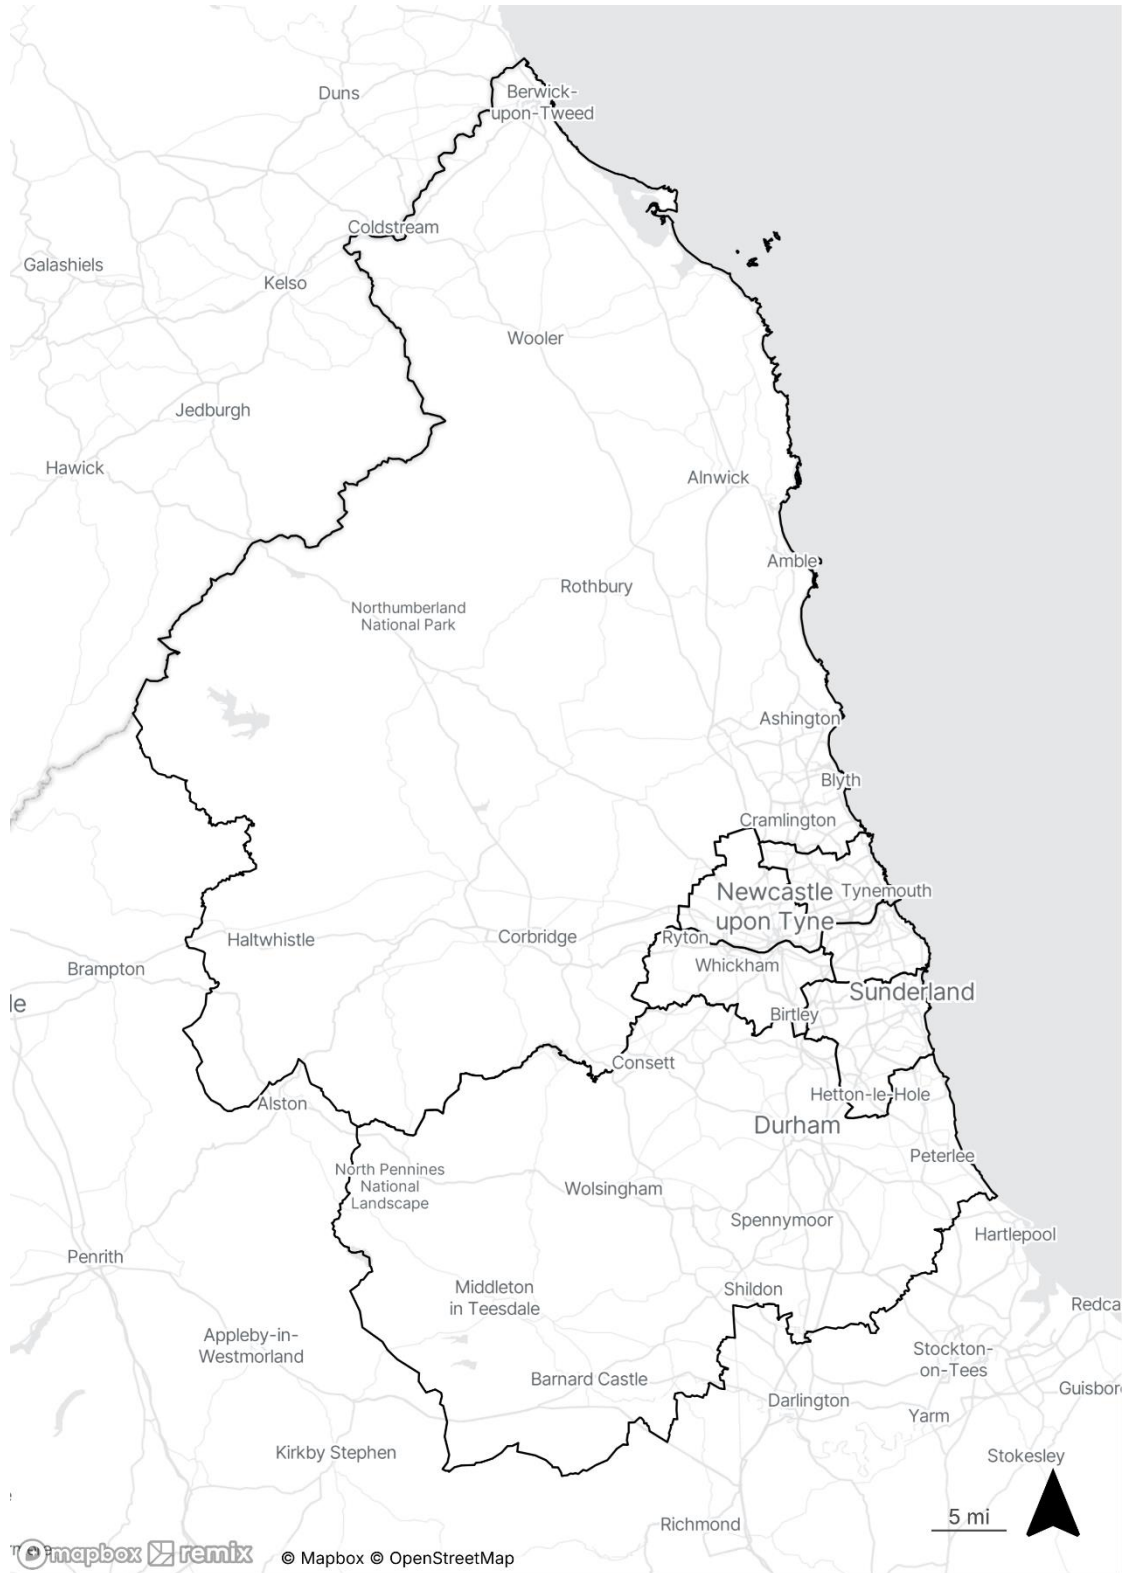 Duns
Berwick-
upon-Tweed
Coldstream
Galashiels
Kelso
Wooler
Jedburgh
Hawick
Alnwick
Amble
Rothbury
Northumberland
National Park
Ashington
Blyth
Cramlington
Newcastle
upon Tyne
Tynemouth
Ryton
Haltwhistle
Corbridge
Whickham
Brampton
Sunderland
le
Birtley
Consett
Hetton-le-Hole
Alston
Durham
Peterlee
North Pennines
National
Landscape
Wolsingham
Spennymoor
Hartlepool
Penrith
Middleton
in Teesdale
Shildon
Redca
Appleby-in-
Westmorland
Stockton-
on-Tees
Barnard Castle
Guisbor
Darlington
Yarm
Kirkby Stephen
Stokesley
Richmond
5 mi
mapbox remix
© Mapbox © OpenStreetMap